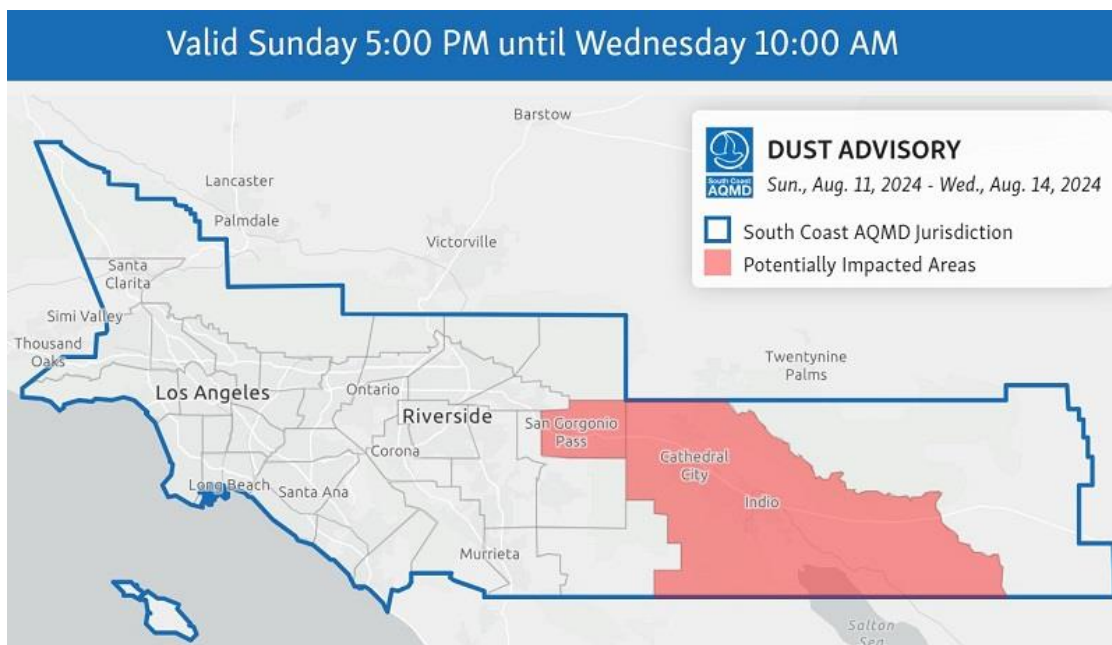 Valid Sunday 5:00 PM until Wednesday 10:00 AM
Barstow
DUST ADVISORY
South Coast
AQMD
Sun., Aug. 11, 2024 - Wed., Aug. 14, 2024
South Coast AQMD Jurisdiction
Potentially Impacted Areas
Lancaster
Palmdale
Victorville
Santa
Clarita
Simi Valley
Thousand
Oaks
Twentynine
Palms
Los Angeles
Ontario
Riverside
San Gorgonio
Pass
Corona
Cathedral
City
Long Beach
Santa Ana
Indio
Murrieta
Salton
Sea